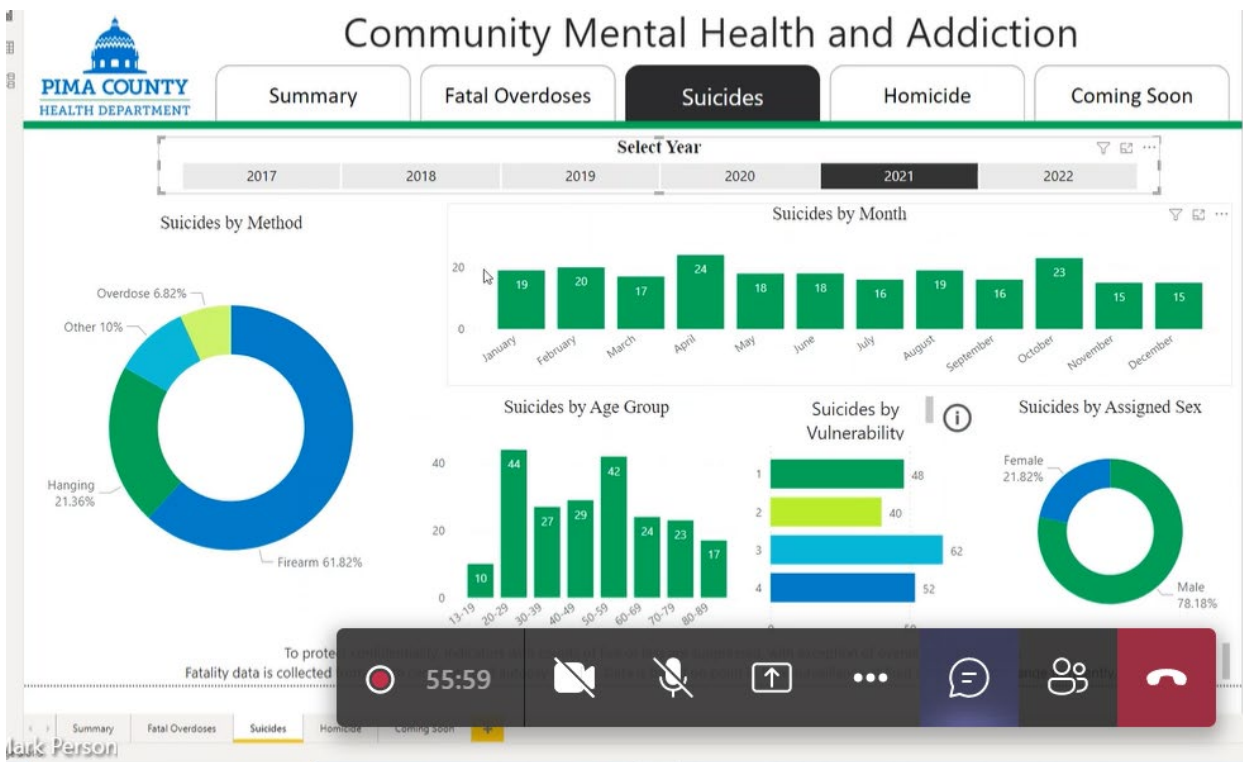 Community Mental Health and Addiction
PIMA COUNTY
HEALTH DEPARTMENT
Summary
Fatal Overdoses
Suicides
Homicide
Coming Soon
Select Year
2017
2018
2019
2020
2021
2022
Suicides by Method
Overdose 6.82%
Other 10%
Hanging
21.36%
Firearm 61.82%
Suicides by Month
20
0
19
20
17
24
18
18
16
19
16
23
15
15
January
February
March
April
May
June
July
August
September
October
November
December
Suicides by Age Group
40
20
0
10
44
27
29
42
24
23
17
13-19
20-29
30-39
40-49
50-59
60-69
70-79
80-89
Suicides by
Vulnerability
1
2
3
4
48
40
62
52
Suicides by Assigned Sex
Female
21.82%
Male
78.18%
To protect
Fatality data is collected
55:59
Summary
Fatal Overdoses
Suicides
Homicide
Coming Soon
+
Mark Person